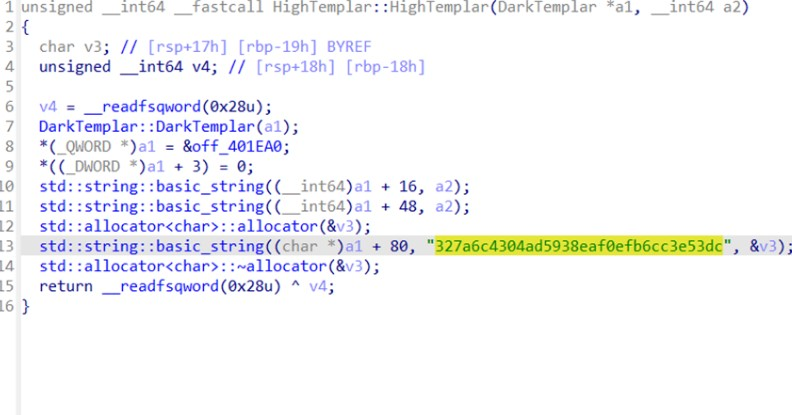 1 unsigned __int64 __fastcall HighTemplar::HighTemplar(DarkTemplar *a1, __int64 a2)
2 {
3   char v3; // [rsp+17h] [rbp-19h] BYREF
4   unsigned __int64 v4; // [rsp+18h] [rbp-18h]
5
6   v4 = __readfsqword(0x28u);
7   DarkTemplar::DarkTemplar(a1);
8   *(_QWORD *)a1 = &off_401EA0;
9   *((_DWORD *)a1 + 3) = 0;
10   std::string::basic_string((__int64)a1 + 16, a2);
11   std::string::basic_string((__int64)a1 + 48, a2);
12   std::allocator<char>::allocator(&v3);
13   std::string::basic_string((char *)a1 + 80, "327a6c4304ad5938eaf0efb6cc3e53dc", &v3);
14   std::allocator<char>::~allocator(&v3);
15   return __readfsqword(0x28u) ^ v4;
16 }